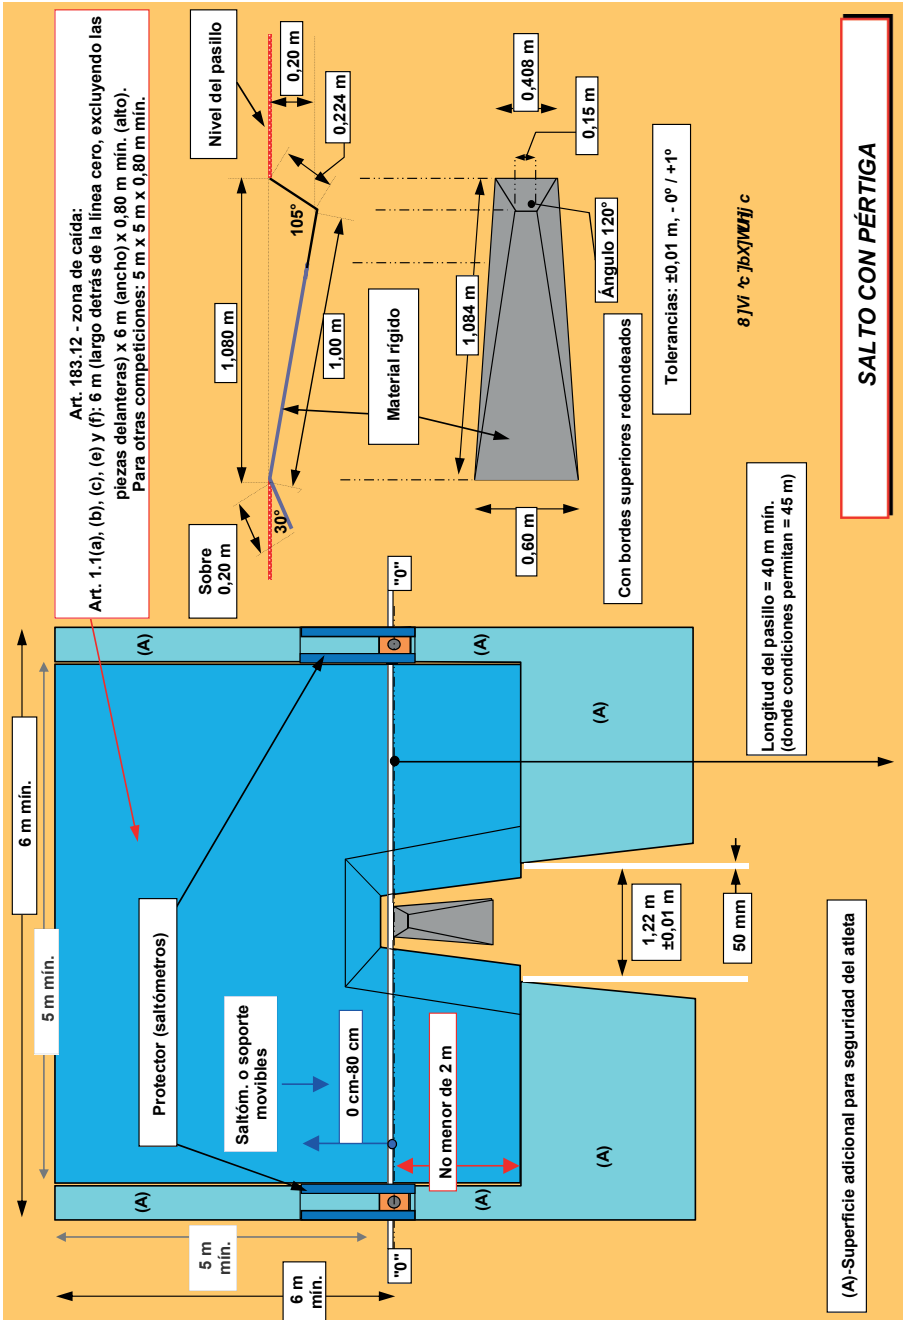 Art. 183.12 - zona de caída:
Art. 1.1(a), (b), (c), (e) y (f): 6 m (largo detrás de la línea cero, excluyendo las
piezas delanteras) x 6 m (ancho) x 0,80 m mín. (alto).
Para otras competiciones: 5 m x 5 m x 0,80 m mín.
6 m mín.
5 m mín.
(A)
(A)
5 m
mín.
6 m
mín.
Protector (saltómetros)
Saltóm. o soporte
movibles
0 cm-80 cm
"0"
"0"
No menor de 2 m
(A)
(A)
(A)
(A)
1,22 m
±0,01 m
50 mm
Longitud del pasillo = 40 m mín.
(donde condiciones permitan = 45 m)
(A)-Superficie adicional para seguridad del atleta
Sobre
0,20 m
30°
1,080 m
1,00 m
105°
Nivel del pasillo
0,20 m
0,224 m
Material rígido
1,084 m
0,60 m
0,408 m
0,15 m
Ángulo 120°
Con bordes superiores redondeados
Tolerancias: ±0,01 m, - 0º / +1º
SALTO CON PÉRTIGA